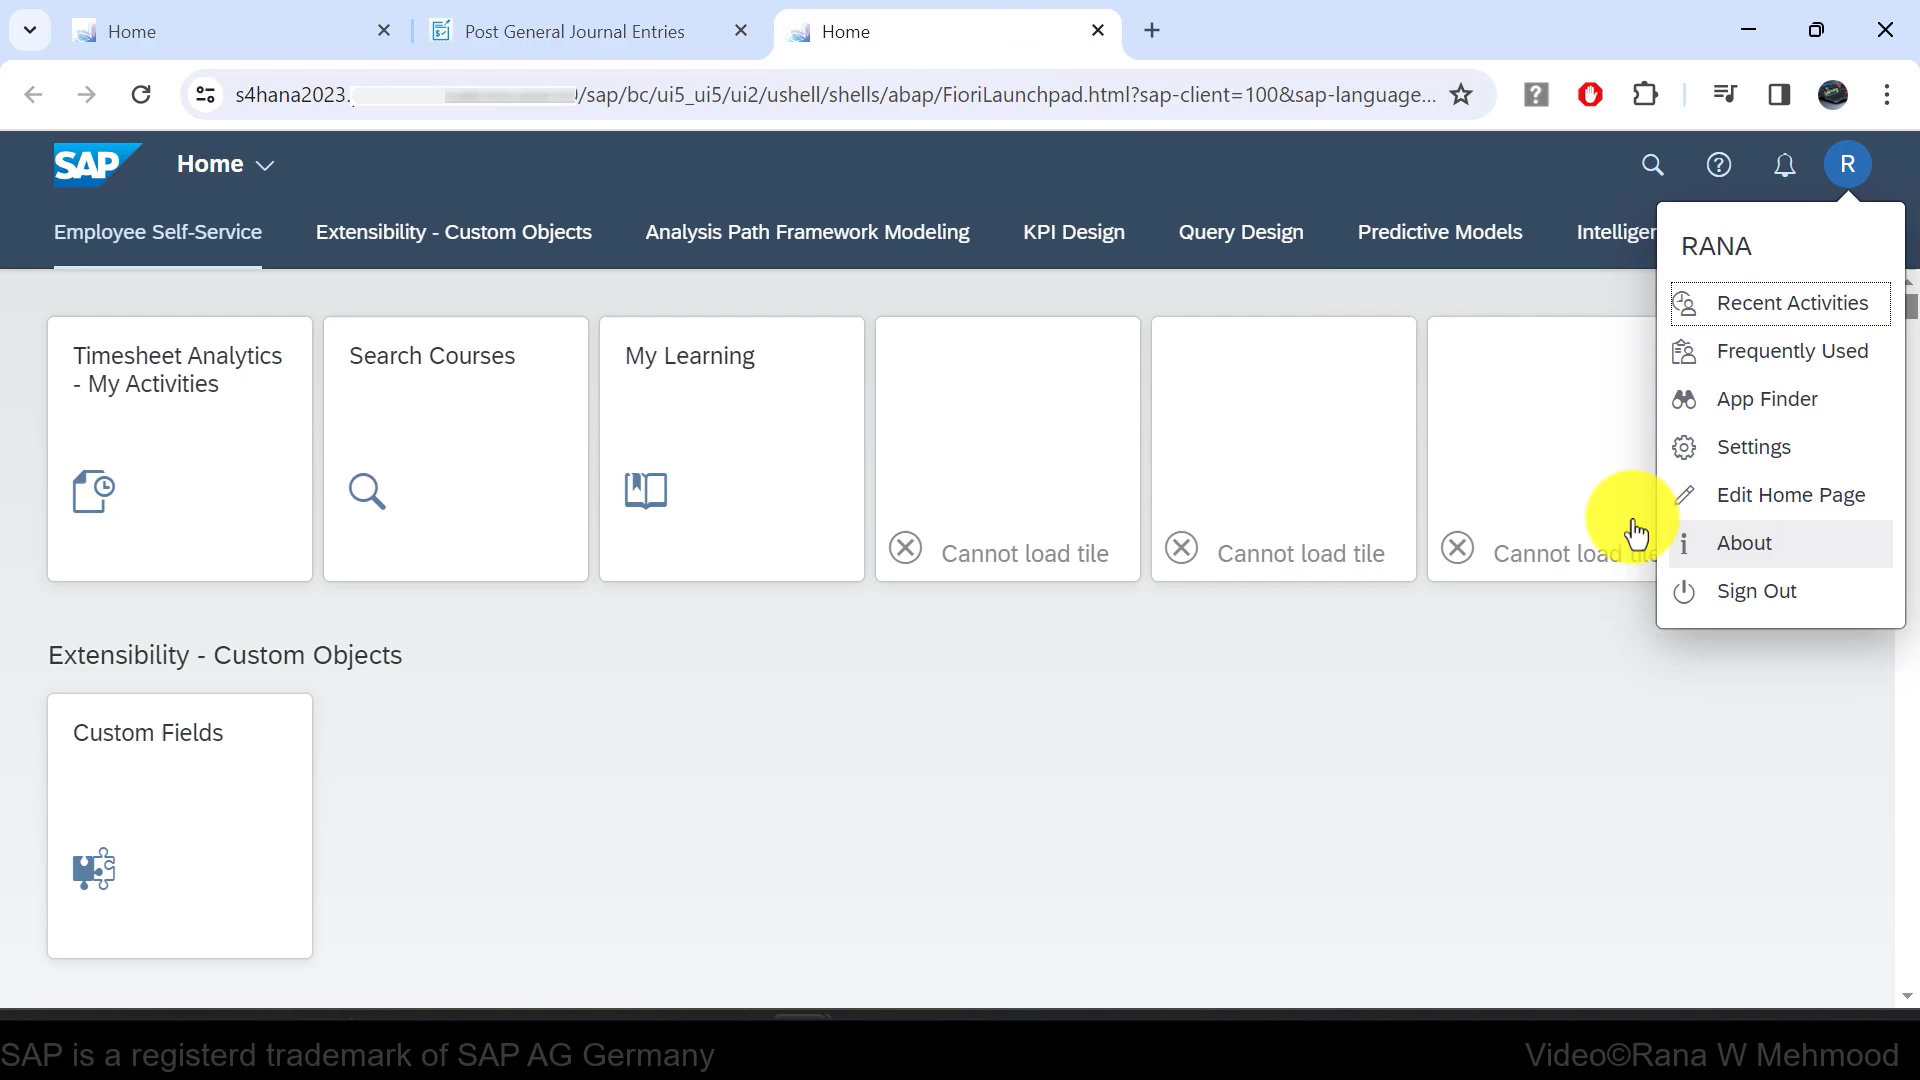 Home
Post General Journal Entries
Home
s4hana2023.
/sap/bc/ui5_ui5/ui2/ushell/shells/abap/FioriLaunchpad.html?sap-client=100&sap-language...
SAP
Home
R
Employee Self-Service
Extensibility - Custom Objects
Analysis Path Framework Modeling
KPI Design
Query Design
Predictive Models
Intelliger
RANA
Recent Activities
Frequently Used
App Finder
Settings
Edit Home Page
About
Sign Out
Timesheet Analytics
- My Activities
Search Courses
My Learning
Cannot load tile
Cannot load tile
Cannot load tile
Extensibility - Custom Objects
Custom Fields
SAP is a registerd trademark of SAP AG Germany
Video©Rana W Mehmood